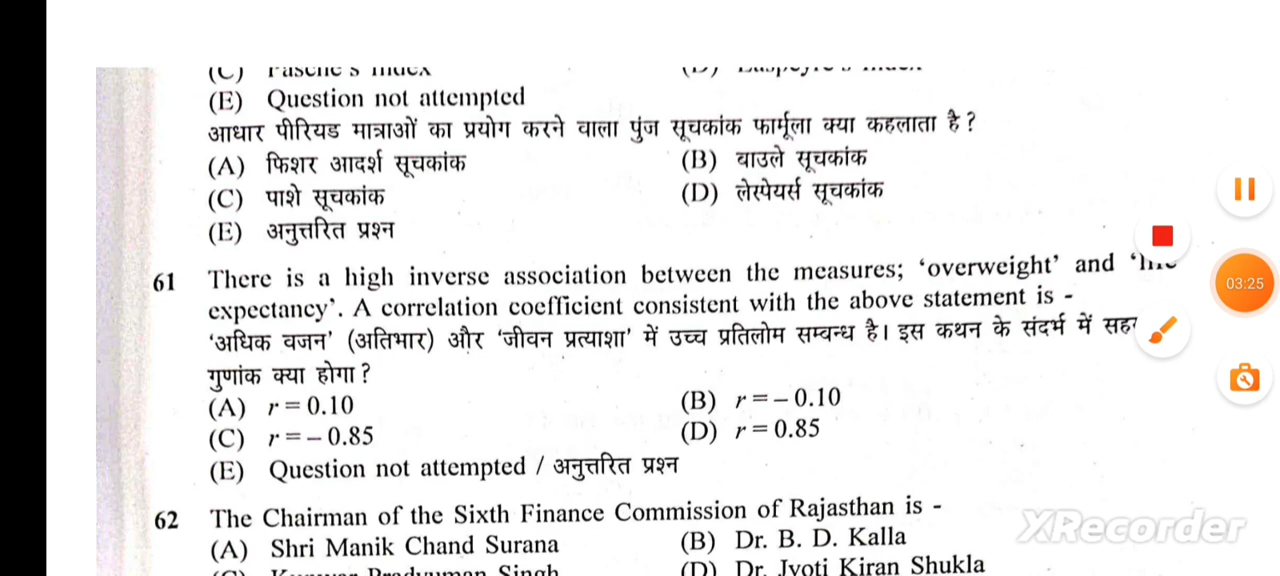 (E) Question not attempted
आधार पीरियड मात्राओं का प्रयोग करने वाला पुंज सूचकांक फार्मूला क्या कहलाता है ?
(A) फिशर आदर्श सूचकांक (B) बाउले सूचकांक
(C) पाशे सूचकांक (D) लेस्पेयर्स सूचकांक
(E) अनुत्तरित प्रश्न
61 There is a high inverse association between the measures; ‘overweight’ and
expectancy’. A correlation coefficient consistent with the above statement is -
‘अधिक वजन’ (अतिभार) और ‘जीवन प्रत्याशा’ में उच्च प्रतिलोम सम्बन्ध है। इस कथन के संदर्भ में
गुणांक क्या होगा ?
(A) r = 0.10 (B) r = – 0.10
(C) r = – 0.85 (D) r = 0.85
(E) Question not attempted / अनुत्तरित प्रश्न
62 The Chairman of the Sixth Finance Commission of Rajasthan is -
(A) Shri Manik Chand Surana (B) Dr. B. D. Kalla
(D) Dr. Jyoti Kiran Shukla
03:25
XRecorder